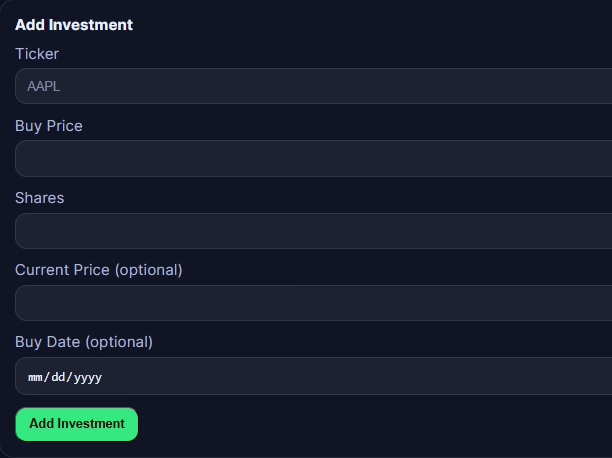 Add Investment
Ticker
AAPL
Buy Price
Shares
Current Price (optional)
Buy Date (optional)
mm/dd/yyyy
Add Investment